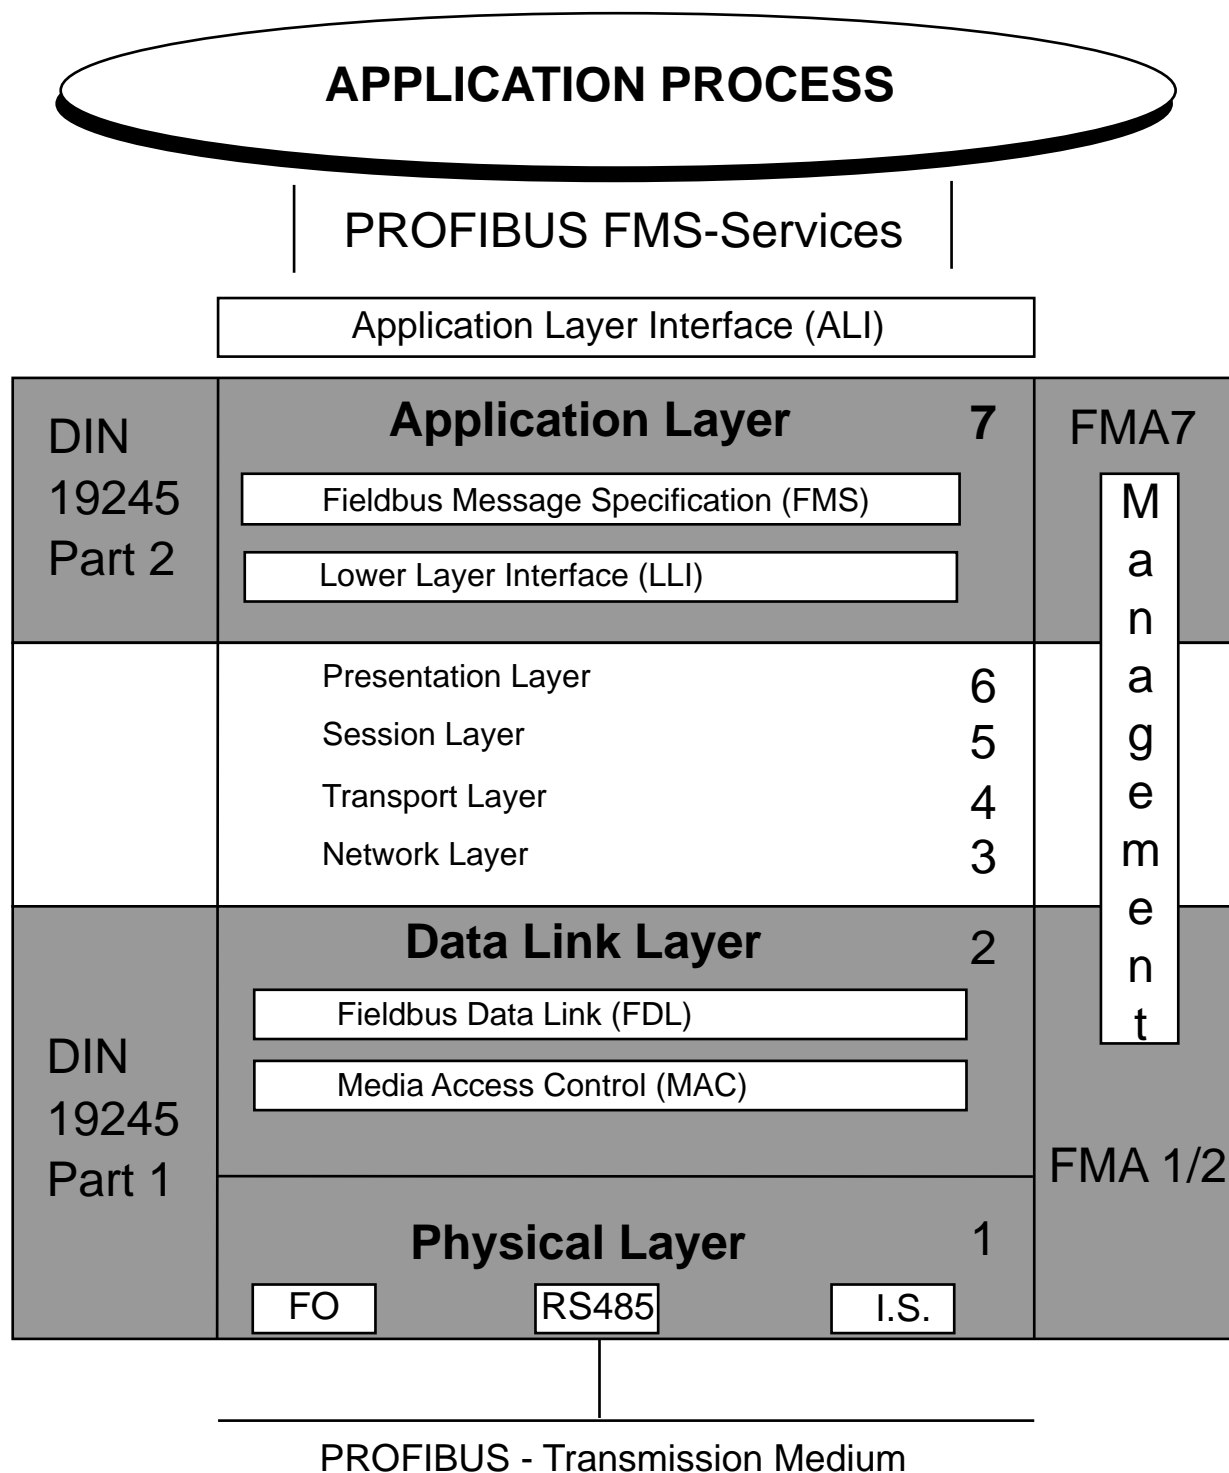 APPLICATION PROCESS
PROFIBUS FMS-Services
Application Layer Interface (ALI)
DIN
19245
Part 2
Application Layer 7
Fieldbus Message Specification (FMS)
Lower Layer Interface (LLI)
FMA7
Management
Presentation Layer 6
Session Layer 5
Transport Layer 4
Network Layer 3
DIN
19245
Part 1
Data Link Layer 2
Fieldbus Data Link (FDL)
Media Access Control (MAC)
FMA 1/2
Physical Layer 1
FO RS485 I.S.
PROFIBUS - Transmission Medium